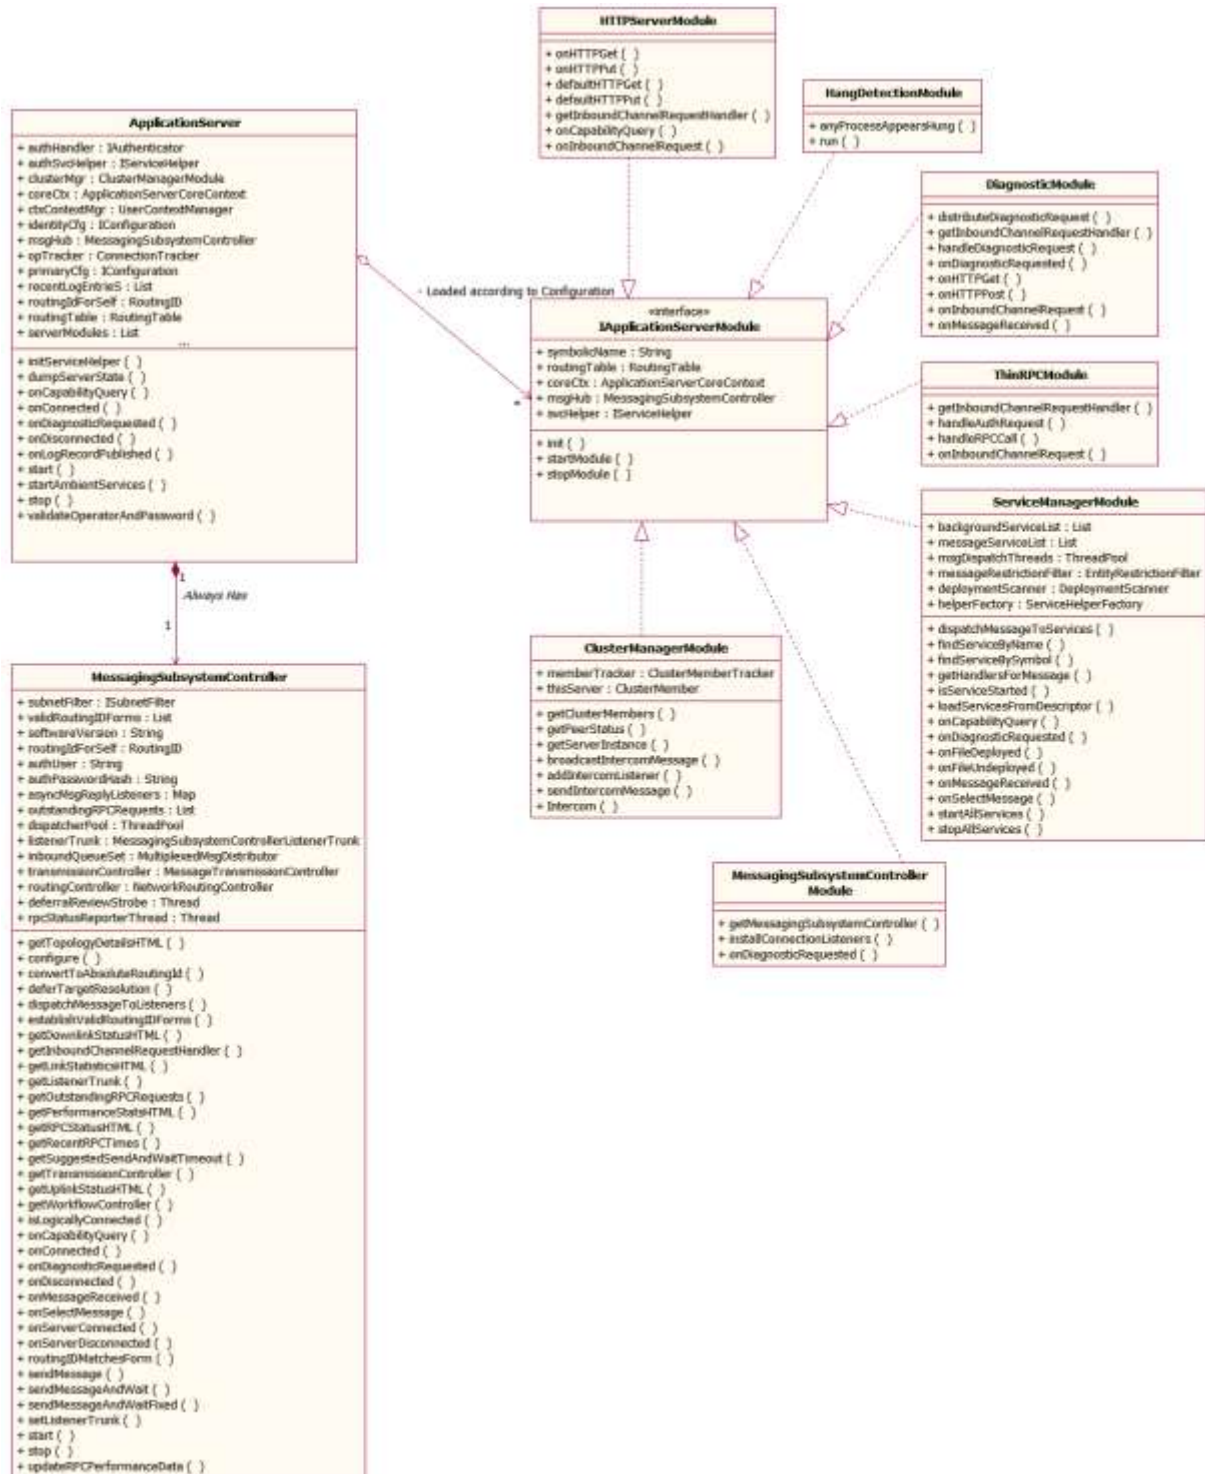 HTTPServerModule
+ onHTTPGet ( )
+ onHTTPPut ( )
+ defaultHTTPGet ( )
+ defaultHTTPPut ( )
+ getInboundChannelRequestHandler ( )
+ onCapabilityQuery ( )
+ onInboundChannelRequest ( )
HangDetectionModule
+ anyProcessAppearsHung ( )
+ run ( )
ApplicationServer
+ authHandler : IAuthenticator
+ authSvcHelper : IServiceHelper
+ clusterMgr : ClusterManagerModule
+ coreCtx : ApplicationServerCoreContext
+ ctxContextMgr : UserContextManager
+ identityCfg : IConfiguration
+ msgHub : MessagingSubsystemController
+ opTracker : ConnectionTracker
+ primaryCfg : IConfiguration
+ recentLogEntrieS : List
+ routingIdForSelf : RoutingID
+ routingTable : RoutingTable
+ serverModules : List
...
+ initServiceHelper ( )
+ dumpServerState ( )
+ onCapabilityQuery ( )
+ onConnected ( )
+ onDiagnosticRequested ( )
+ onDisconnected ( )
+ onLogRecordPublished ( )
+ start ( )
+ startAmbientServices ( )
+ stop ( )
+ validateOperatorAndPassword ( )
DiagnosticModule
+ distributeDiagnosticRequest ( )
+ getInboundChannelRequestHandler ( )
+ handleDiagnosticRequest ( )
+ onDiagnosticRequested ( )
+ onHTTPGet ( )
+ onHTTPPost ( )
+ onInboundChannelRequest ( )
+ onMessageReceived ( )
- Loaded according to Configuration
*
«interface»
IApplicationServerModule
+ symbolicName : String
+ routingTable : RoutingTable
+ coreCtx : ApplicationServerCoreContext
+ msgHub : MessagingSubsystemController
+ svcHelper : IServiceHelper
+ init ( )
+ startModule ( )
+ stopModule ( )
ThinRPCModule
+ getInboundChannelRequestHandler ( )
+ handleAuthRequest ( )
+ handleRPCCall ( )
+ onInboundChannelRequest ( )
ServiceManagerModule
+ backgroundServiceList : List
+ messageServiceList : List
+ msgDispatchThreads : ThreadPool
+ messageRestrictionFilter : EntityRestrictionFilter
+ deploymentScanner : DeploymentScanner
+ helperFactory : ServiceHelperFactory
+ dispatchMessageToServices ( )
+ findServiceByName ( )
+ findServiceBySymbol ( )
+ getHandlersForMessage ( )
+ isServiceStarted ( )
+ loadServicesFromDescriptor ( )
+ onCapabilityQuery ( )
+ onDiagnosticRequested ( )
+ onFileDeployed ( )
+ onFileUndeployed ( )
+ onMessageReceived ( )
+ onSelectMessage ( )
+ startAllServices ( )
+ stopAllServices ( )
1
Always Has
1
ClusterManagerModule
+ memberTracker : ClusterMemberTracker
+ thisServer : ClusterMember
+ getClusterMembers ( )
+ getPeerStatus ( )
+ getServerInstance ( )
+ broadcastIntercomMessage ( )
+ addIntercomListener ( )
+ sendIntercomMessage ( )
+ Intercom ( )
MessagingSubsystemController
+ subnetFilter : ISubnetFilter
+ validRoutingIDForms : List
+ softwareVersion : String
+ routingIdForSelf : RoutingID
+ authUser : String
+ authPasswordHash : String
+ asyncMsgReplyListeners : Map
+ outstandingRPCRequests : List
+ dispatcherPool : ThreadPool
+ listenerTrunk : MessagingSubsystemControllerListenerTrunk
+ inboundQueueSet : MultiplexedMsgDistributor
+ transmissionController : MessageTransmissionController
+ routingController : NetworkRoutingController
+ deferralReviewStrobe : Thread
+ rpcStatusReporterThread : Thread
+ getTopologyDetailsHTML ( )
+ configure ( )
+ convertToAbsoluteRoutingId ( )
+ deferTargetResolution ( )
+ dispatchMessageToListeners ( )
+ establishValidRoutingIDForms ( )
+ getDownlinkStatusHTML ( )
+ getInboundChannelRequestHandler ( )
+ getLinkStatisticsHTML ( )
+ getListenerTrunk ( )
+ getOutstandingRPCRequests ( )
+ getPerformanceStatsHTML ( )
+ getRPCStatusHTML ( )
+ getRecentRPCTimes ( )
+ getSuggestedSendAndWaitTimeout ( )
+ getTransmissionController ( )
+ getUplinkStatusHTML ( )
+ getWorkflowController ( )
+ isLogicallyConnected ( )
+ onCapabilityQuery ( )
+ onConnected ( )
+ onDiagnosticRequested ( )
+ onDisconnected ( )
+ onMessageReceived ( )
+ onSelectMessage ( )
+ onServerConnected ( )
+ onServerDisconnected ( )
+ routingIDMatchesForm ( )
+ sendMessage ( )
+ sendMessageAndWait ( )
+ sendMessageAndWaitFixed ( )
+ setListenerTrunk ( )
+ start ( )
+ stop ( )
+ updateRPCPerformanceData ( )
MessagingSubsystemController
Module
+ getMessagingSubsystemController ( )
+ installConnectionListeners ( )
+ onDiagnosticRequested ( )